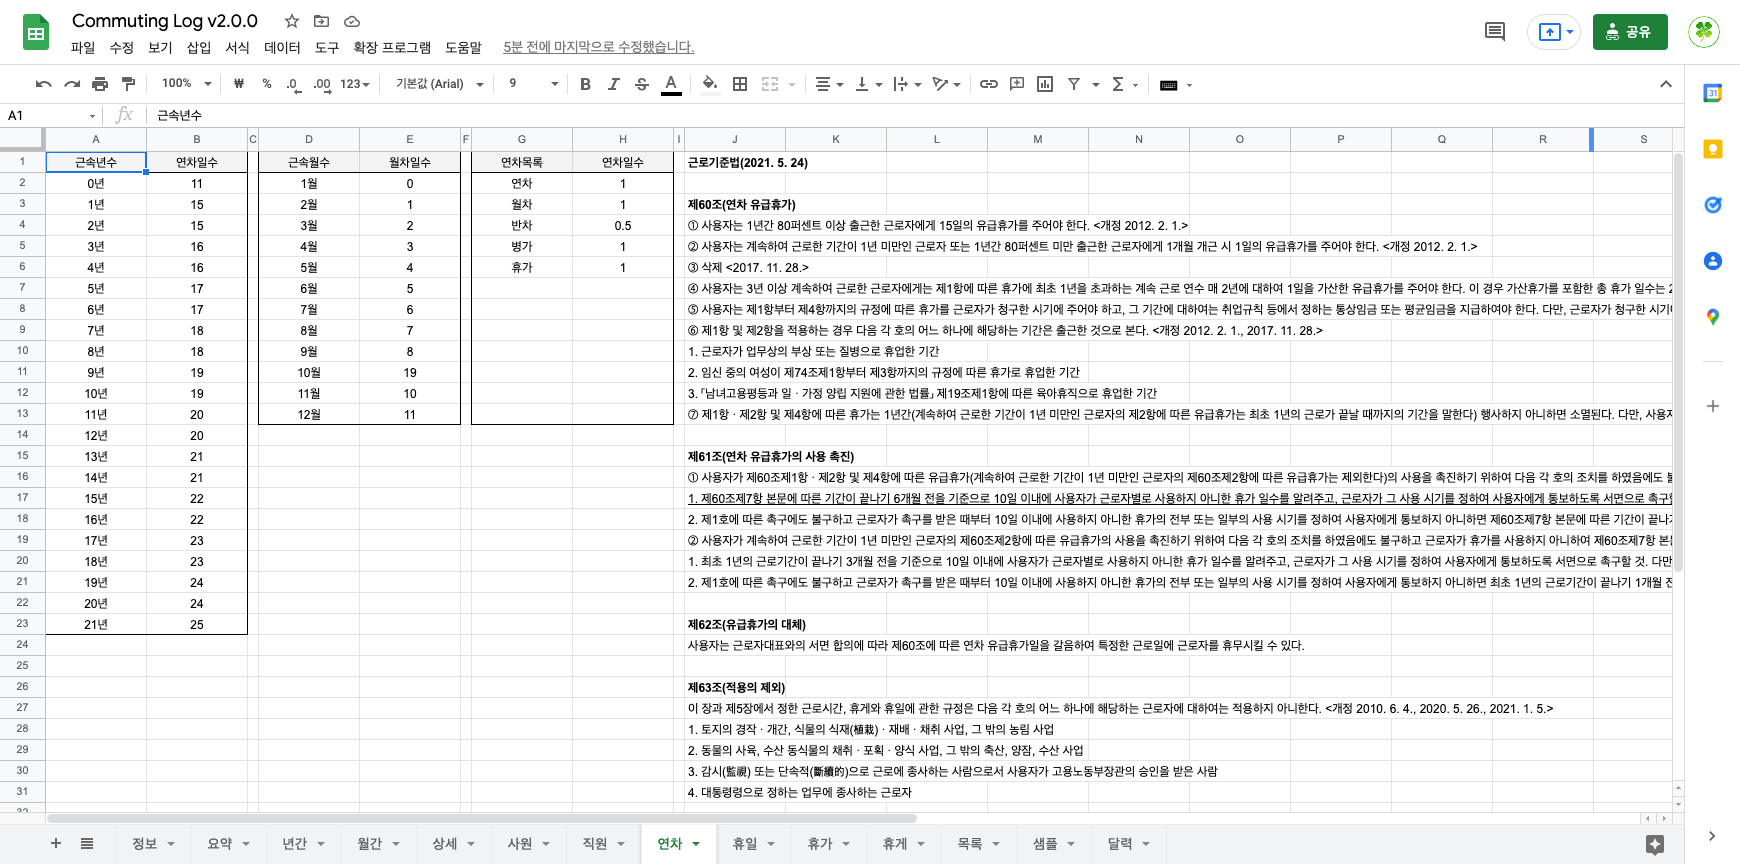 Commuting Log v2.0.0
파일 수정 보기 삽입 서식 데이터 도구 확장 프로그램 도움말 5분 전에 마지막으로 수정했습니다.
공유
100% ₩ % .0 .00 123 기본값 (Arial) 9 B I S A
31
A1 fx 근속년수
A B C D E F G H I J K L M N O P Q R S
1 근속년수 연차일수 근속월수 월차일수 연차목록 연차일수 근로기준법(2021. 5. 24)
2 0년 11 1월 0 연차 1
3 1년 15 2월 1 월차 1 제60조(연차 유급휴가)
4 2년 15 3월 2 반차 0.5 ① 사용자는 1년간 80퍼센트 이상 출근한 근로자에게 15일의 유급휴가를 주어야 한다. <개정 2012. 2. 1.>
5 3년 16 4월 3 병가 1 ② 사용자는 계속하여 근로한 기간이 1년 미만인 근로자 또는 1년간 80퍼센트 미만 출근한 근로자에게 1개월 개근 시 1일의 유급휴가를 주어야 한다. <개정 2012. 2. 1.>
6 4년 16 5월 4 휴가 1 ③ 삭제 <2017. 11. 28.>
7 5년 17 6월 5 ④ 사용자는 3년 이상 계속하여 근로한 근로자에게는 제1항에 따른 휴가에 최초 1년을 초과하는 계속 근로 연수 매 2년에 대하여 1일을 가산한 유급휴가를 주어야 한다. 이 경우 가산휴가를 포함한 총 휴가 일수는
8 6년 17 7월 6 ⑤ 사용자는 제1항부터 제4항까지의 규정에 따른 휴가를 근로자가 청구한 시기에 주어야 하고, 그 기간에 대하여는 취업규칙 등에서 정하는 통상임금 또는 평균임금을 지급하여야 한다. 다만, 근로자가 청구한
9 7년 18 8월 7 ⑥ 제1항 및 제2항을 적용하는 경우 다음 각 호의 어느 하나에 해당하는 기간은 출근한 것으로 본다. <개정 2012. 2. 1., 2017. 11. 28.>
10 8년 18 9월 8 1. 근로자가 업무상의 부상 또는 질병으로 휴업한 기간
11 9년 19 10월 19 2. 임신 중의 여성이 제74조제1항부터 제3항까지의 규정에 따른 휴가로 휴업한 기간
12 10년 19 11월 10 3. 「남녀고용평등과 일ㆍ가정 양립 지원에 관한 법률」 제19조제1항에 따른 육아휴직으로 휴업한 기간
13 11년 20 12월 11 ⑦ 제1항ㆍ제2항 및 제4항에 따른 휴가는 1년간(계속하여 근로한 기간이 1년 미만인 근로자의 제2항에 따른 유급휴가는 최초 1년의 근로가 끝날 때까지의 기간을 말한다) 행사하지 아니하면 소멸된다. 다만, 사용자
14 12년 20
15 13년 21 제61조(연차 유급휴가의 사용 촉진)
16 14년 21 ① 사용자가 제60조제1항ㆍ제2항 및 제4항에 따른 유급휴가(계속하여 근로한 기간이 1년 미만인 근로자의 제60조제2항에 따른 유급휴가는 제외한다)의 사용을 촉진하기 위하여 다음 각 호의 조치를 하였음에도
17 15년 22 1. 제60조제7항 본문에 따른 기간이 끝나기 6개월 전을 기준으로 10일 이내에 사용자가 근로자별로 사용하지 아니한 휴가 일수를 알려주고, 근로자가 그 사용 시기를 정하여 사용자에게 통보하도록 서면으로 촉구할
18 16년 22 2. 제1호에 따른 촉구에도 불구하고 근로자가 촉구를 받은 때부터 10일 이내에 사용하지 아니한 휴가의 전부 또는 일부의 사용 시기를 정하여 사용자에게 통보하지 아니하면 제60조제7항 본문에 따른 기간이 끝나기
19 17년 23 ② 사용자가 계속하여 근로한 기간이 1년 미만인 근로자의 제60조제2항에 따른 유급휴가의 사용을 촉진하기 위하여 다음 각 호의 조치를 하였음에도 불구하고 근로자가 휴가를 사용하지 아니하여 제60조제7항 본문
20 18년 23 1. 최초 1년의 근로기간이 끝나기 3개월 전을 기준으로 10일 이내에 사용자가 근로자별로 사용하지 아니한 휴가 일수를 알려주고, 근로자가 그 사용 시기를 정하여 사용자에게 통보하도록 서면으로 촉구할 것. 다만
21 19년 24 2. 제1호에 따른 촉구에도 불구하고 근로자가 촉구를 받은 때부터 10일 이내에 사용하지 아니한 휴가의 전부 또는 일부의 사용 시기를 정하여 사용자에게 통보하지 아니하면 최초 1년의 근로기간이 끝나기 1개월 전
22 20년 24
23 21년 25 제62조(유급휴가의 대체)
24 사용자는 근로자대표와의 서면 합의에 따라 제60조에 따른 연차 유급휴가일을 갈음하여 특정한 근로일에 근로자를 휴무시킬 수 있다.
25
26 제63조(적용의 제외)
27 이 장과 제5장에서 정한 근로시간, 휴게와 휴일에 관한 규정은 다음 각 호의 어느 하나에 해당하는 근로자에 대하여는 적용하지 아니한다. <개정 2010. 6. 4., 2020. 5. 26., 2021. 1. 5.>
28 1. 토지의 경작ㆍ개간, 식물의 식재(植栽)ㆍ재배ㆍ채취 사업, 그 밖의 농림 사업
29 2. 동물의 사육, 수산 동식물의 채취ㆍ포획ㆍ양식 사업, 그 밖의 축산, 양잠, 수산 사업
30 3. 감시(監視) 또는 단속적(斷續的)으로 근로에 종사하는 사람으로서 사용자가 고용노동부장관의 승인을 받은 사람
31 4. 대통령령으로 정하는 업무에 종사하는 근로자
정보 요약 년간 월간 상세 사원 직원 연차 휴일 휴가 휴게 목록 샘플 달력